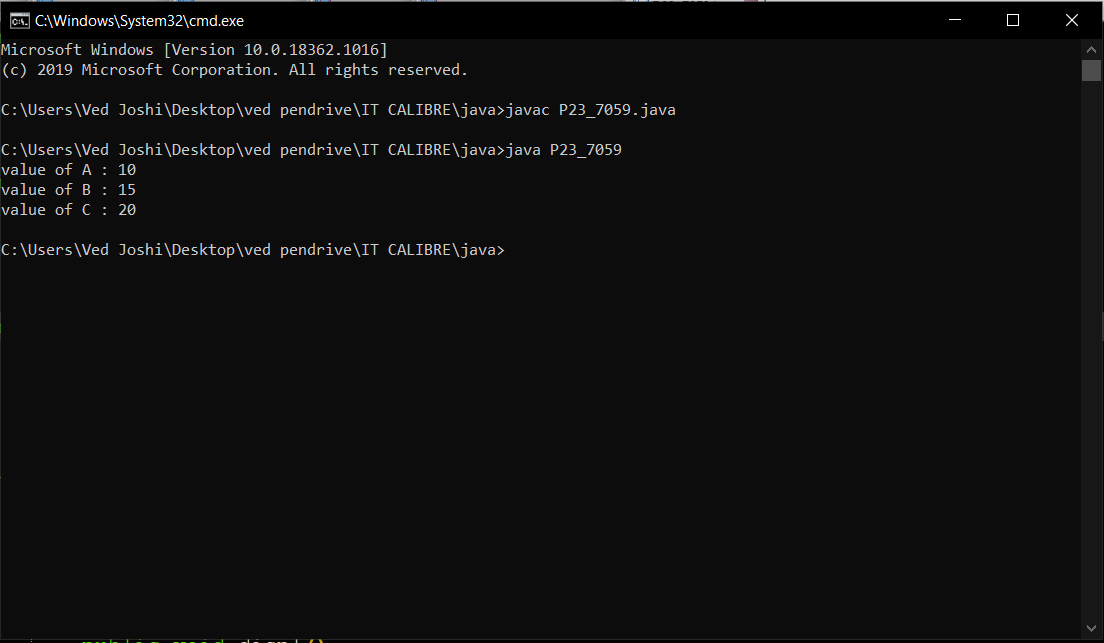 C:\Windows\System32\cmd.exe
Microsoft Windows [Version 10.0.18362.1016]
(c) 2019 Microsoft Corporation. All rights reserved.
C:\Users\Ved Joshi\Desktop\ved pendrive\IT CALIBRE\java>javac P23_7059.java
C:\Users\Ved Joshi\Desktop\ved pendrive\IT CALIBRE\java>java P23_7059
value of A : 10
value of B : 15
value of C : 20
C:\Users\Ved Joshi\Desktop\ved pendrive\IT CALIBRE\java>